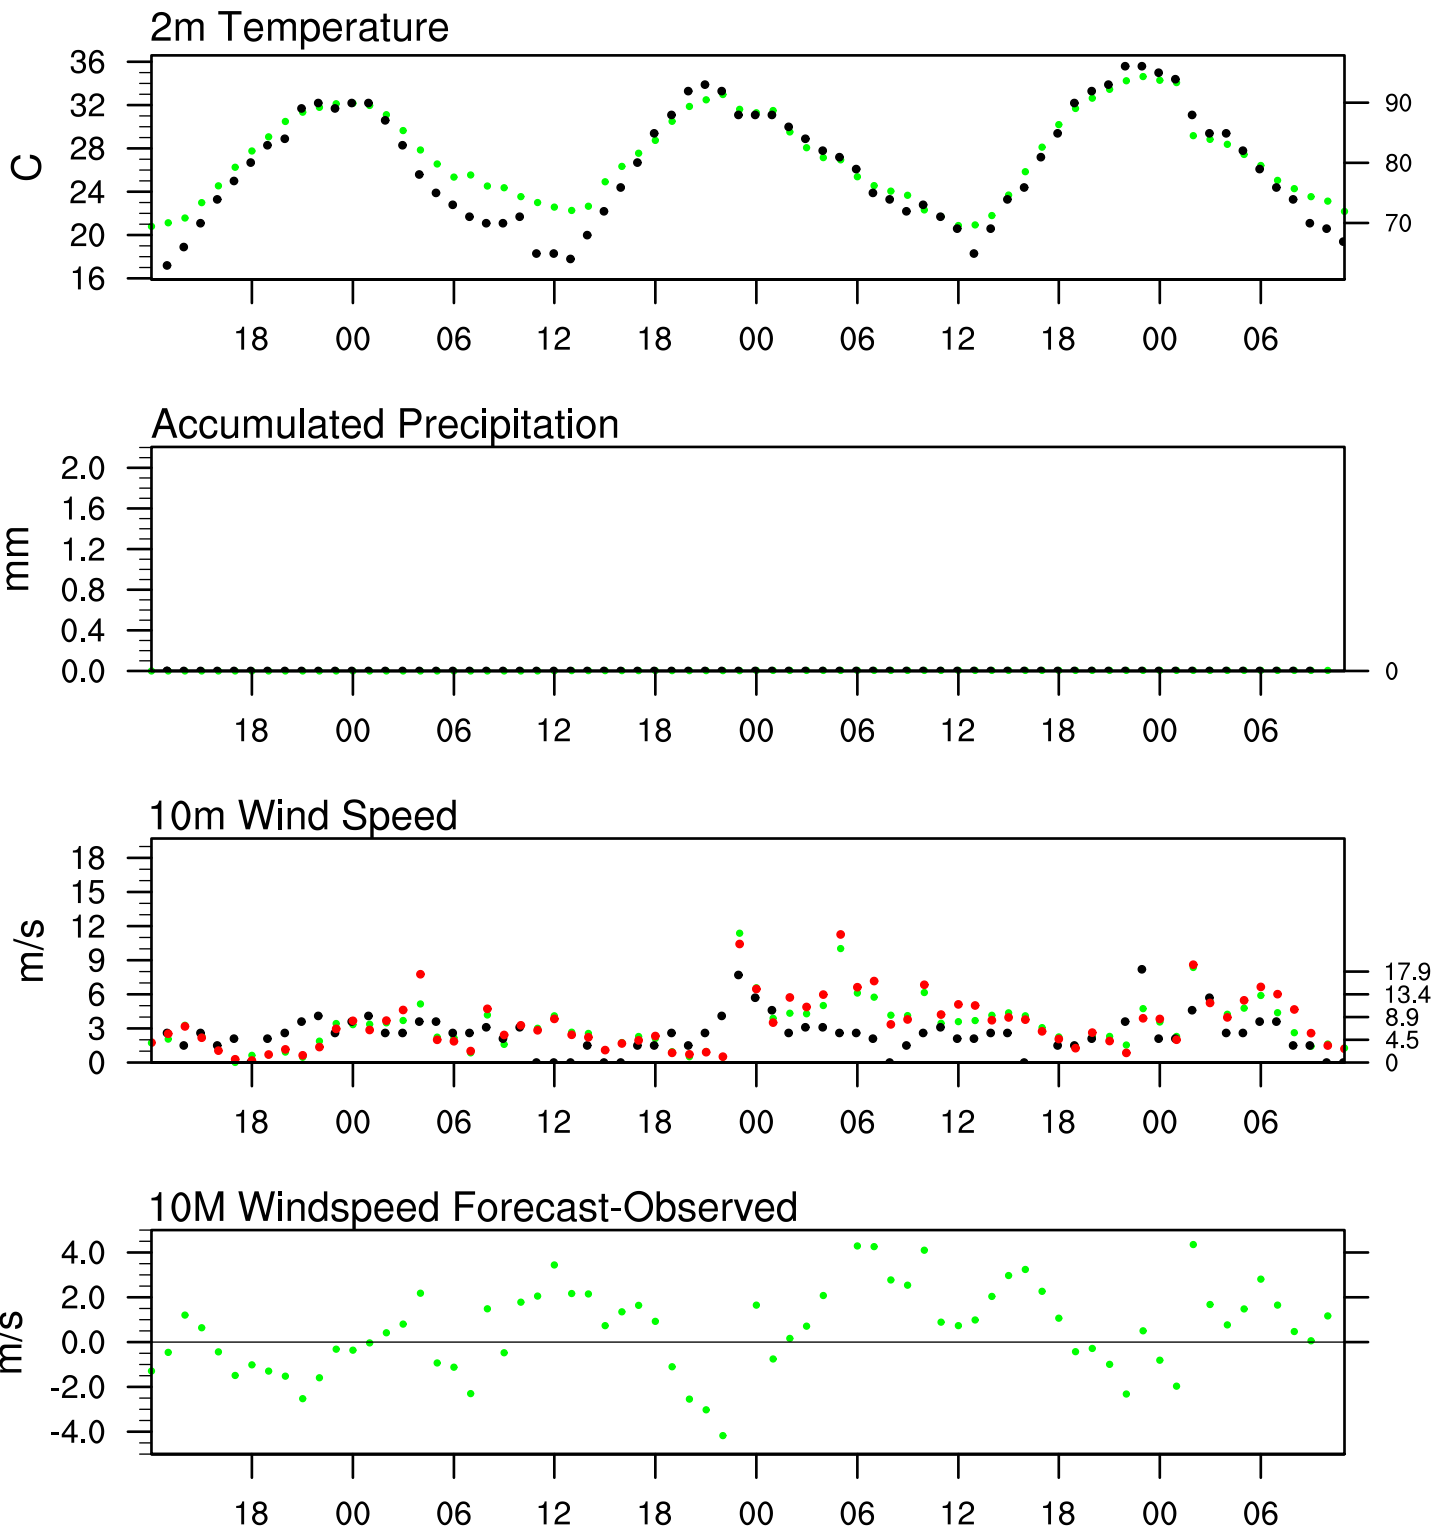 2m Temperature
36
32
28
24
20
16
C
90
80
70
18 00 06 12 18 00 06 12 18 00 06
Accumulated Precipitation
2.0
1.6
1.2
0.8
0.4
0.0
mm
0
18 00 06 12 18 00 06 12 18 00 06
10m Wind Speed
18
15
12
9
6
3
0
m/s
17.9
13.4
8.9
4.5
0
18 00 06 12 18 00 06 12 18 00 06
10M Windspeed Forecast-Observed
4.0
2.0
0.0
-2.0
-4.0
m/s
18 00 06 12 18 00 06 12 18 00 06